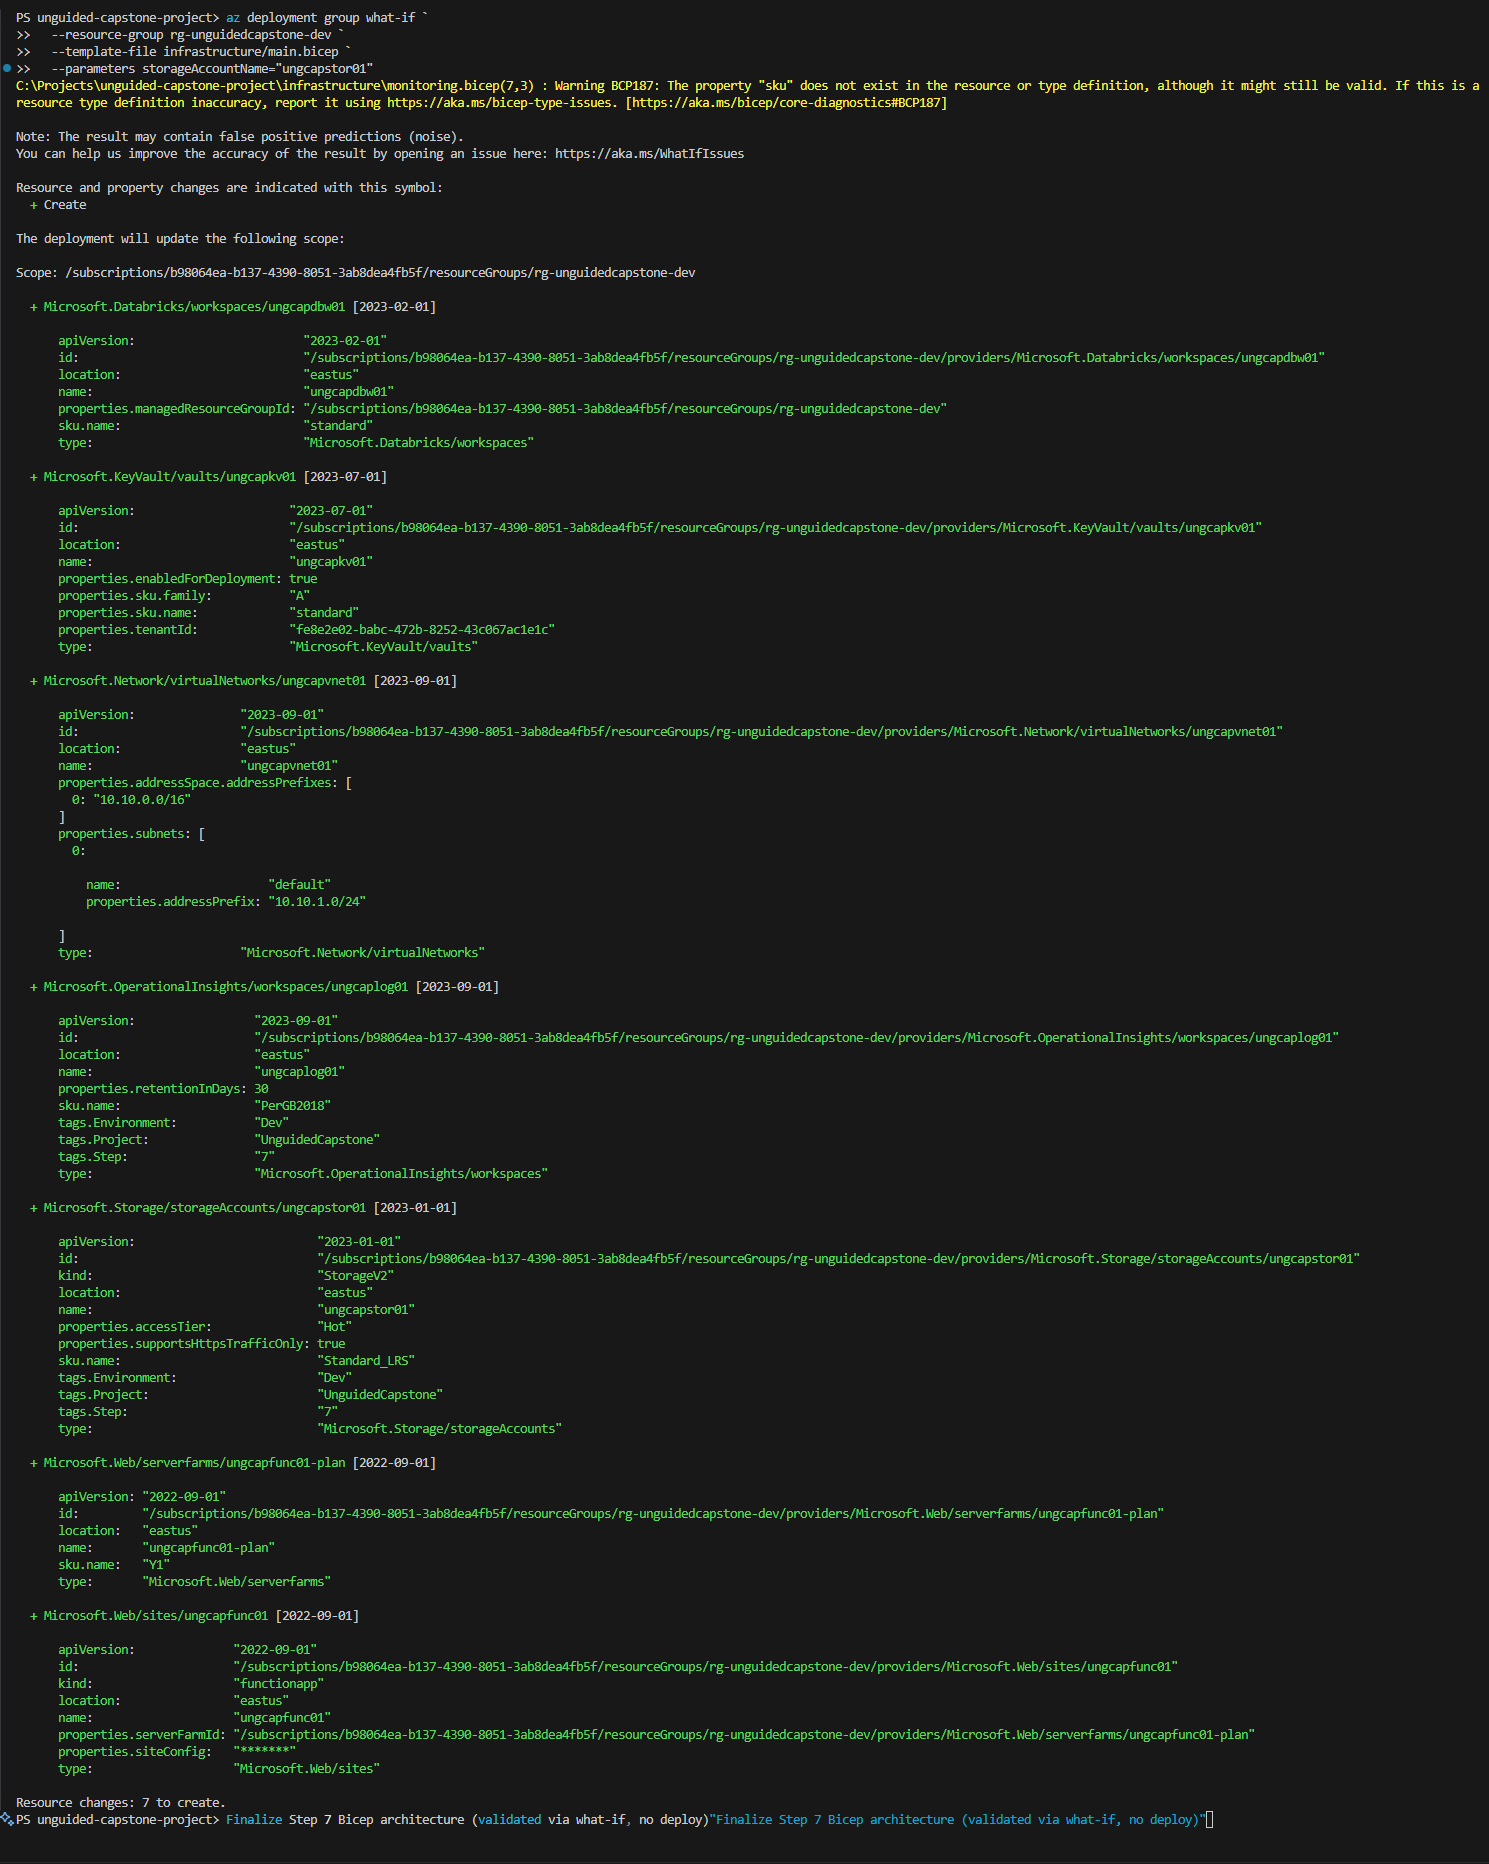 PS unguided-capstone-project> az deployment group what-if `
>>   --resource-group rg-unguidedcapstone-dev `
>>   --template-file infrastructure/main.bicep `
>>   --parameters storageAccountName="ungcapstor01"
C:\Projects\unguided-capstone-project\infrastructure\monitoring.bicep(7,3) : Warning BCP187: The property "sku" does not exist in the resource or type definition, although it might still be valid. If this is a
resource type definition inaccuracy, report it using https://aka.ms/bicep-type-issues. [https://aka.ms/bicep/core-diagnostics#BCP187]
Note: The result may contain false positive predictions (noise).
You can help us improve the accuracy of the result by opening an issue here: https://aka.ms/WhatIfIssues
Resource and property changes are indicated with this symbol:
  + Create
The deployment will update the following scope:
Scope: /subscriptions/b98064ea-b137-4390-8051-3ab8dea4fb5f/resourceGroups/rg-unguidedcapstone-dev
  + Microsoft.Databricks/workspaces/ungcapdbw01 [2023-02-01]
      apiVersion:                        "2023-02-01"
      id:                                "/subscriptions/b98064ea-b137-4390-8051-3ab8dea4fb5f/resourceGroups/rg-unguidedcapstone-dev/providers/Microsoft.Databricks/workspaces/ungcapdbw01"
      location:                          "eastus"
      name:                              "ungcapdbw01"
      properties.managedResourceGroupId: "/subscriptions/b98064ea-b137-4390-8051-3ab8dea4fb5f/resourceGroups/rg-unguidedcapstone-dev"
      sku.name:                          "standard"
      type:                              "Microsoft.Databricks/workspaces"
  + Microsoft.KeyVault/vaults/ungcapkv01 [2023-07-01]
      apiVersion:                      "2023-07-01"
      id:                              "/subscriptions/b98064ea-b137-4390-8051-3ab8dea4fb5f/resourceGroups/rg-unguidedcapstone-dev/providers/Microsoft.KeyVault/vaults/ungcapkv01"
      location:                        "eastus"
      name:                            "ungcapkv01"
      properties.enabledForDeployment: true
      properties.sku.family:           "A"
      properties.sku.name:             "standard"
      properties.tenantId:             "fe8e2e02-babc-472b-8252-43c067ac1e1c"
      type:                            "Microsoft.KeyVault/vaults"
  + Microsoft.Network/virtualNetworks/ungcapvnet01 [2023-09-01]
      apiVersion:               "2023-09-01"
      id:                       "/subscriptions/b98064ea-b137-4390-8051-3ab8dea4fb5f/resourceGroups/rg-unguidedcapstone-dev/providers/Microsoft.Network/virtualNetworks/ungcapvnet01"
      location:                 "eastus"
      name:                     "ungcapvnet01"
      properties.addressSpace.addressPrefixes: [
        0: "10.10.0.0/16"
      ]
      properties.subnets: [
        0:
          name:                     "default"
          properties.addressPrefix: "10.10.1.0/24"
      ]
      type:                     "Microsoft.Network/virtualNetworks"
  + Microsoft.OperationalInsights/workspaces/ungcaplog01 [2023-09-01]
      apiVersion:                 "2023-09-01"
      id:                         "/subscriptions/b98064ea-b137-4390-8051-3ab8dea4fb5f/resourceGroups/rg-unguidedcapstone-dev/providers/Microsoft.OperationalInsights/workspaces/ungcaplog01"
      location:                   "eastus"
      name:                       "ungcaplog01"
      properties.retentionInDays: 30
      sku.name:                   "PerGB2018"
      tags.Environment:           "Dev"
      tags.Project:               "UnguidedCapstone"
      tags.Step:                  "7"
      type:                       "Microsoft.OperationalInsights/workspaces"
  + Microsoft.Storage/storageAccounts/ungcapstor01 [2023-01-01]
      apiVersion:                          "2023-01-01"
      id:                                  "/subscriptions/b98064ea-b137-4390-8051-3ab8dea4fb5f/resourceGroups/rg-unguidedcapstone-dev/providers/Microsoft.Storage/storageAccounts/ungcapstor01"
      kind:                                "StorageV2"
      location:                            "eastus"
      name:                                "ungcapstor01"
      properties.accessTier:               "Hot"
      properties.supportsHttpsTrafficOnly: true
      sku.name:                            "Standard_LRS"
      tags.Environment:                    "Dev"
      tags.Project:                        "UnguidedCapstone"
      tags.Step:                           "7"
      type:                                "Microsoft.Storage/storageAccounts"
  + Microsoft.Web/serverfarms/ungcapfunc01-plan [2022-09-01]
      apiVersion: "2022-09-01"
      id:         "/subscriptions/b98064ea-b137-4390-8051-3ab8dea4fb5f/resourceGroups/rg-unguidedcapstone-dev/providers/Microsoft.Web/serverfarms/ungcapfunc01-plan"
      location:   "eastus"
      name:       "ungcapfunc01-plan"
      sku.name:   "Y1"
      type:       "Microsoft.Web/serverfarms"
  + Microsoft.Web/sites/ungcapfunc01 [2022-09-01]
      apiVersion:              "2022-09-01"
      id:                      "/subscriptions/b98064ea-b137-4390-8051-3ab8dea4fb5f/resourceGroups/rg-unguidedcapstone-dev/providers/Microsoft.Web/sites/ungcapfunc01"
      kind:                    "functionapp"
      location:                "eastus"
      name:                    "ungcapfunc01"
      properties.serverFarmId: "/subscriptions/b98064ea-b137-4390-8051-3ab8dea4fb5f/resourceGroups/rg-unguidedcapstone-dev/providers/Microsoft.Web/serverfarms/ungcapfunc01-plan"
      properties.siteConfig:   "*******"
      type:                    "Microsoft.Web/sites"
Resource changes: 7 to create.
PS unguided-capstone-project> Finalize Step 7 Bicep architecture (validated via what-if, no deploy)"Finalize Step 7 Bicep architecture (validated via what-if, no deploy)"